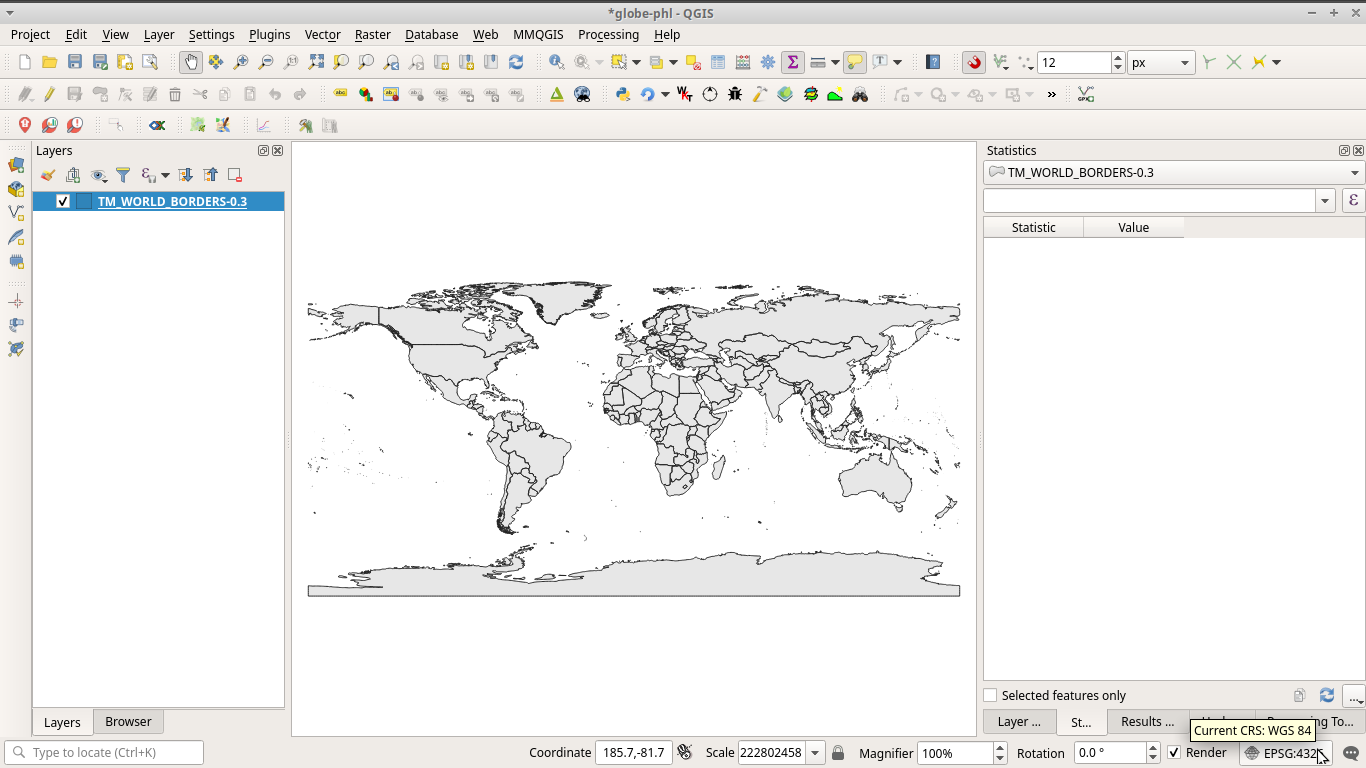 *globe-phl - QGIS
Project Edit View Layer Settings Plugins Vector Raster Database Web MMQGIS Processing Help
12 px
Layers
TM_WORLD_BORDERS-0.3
Layers Browser
Statistics
TM_WORLD_BORDERS-0.3
Statistic Value
Selected features only
Layer ... St... Results ... To...
Current CRS: WGS 84
Type to locate (Ctrl+K) Coordinate 185.7,-81.7 Scale 222802458 Magnifier 100% Rotation 0.0 ° Render EPSG:432